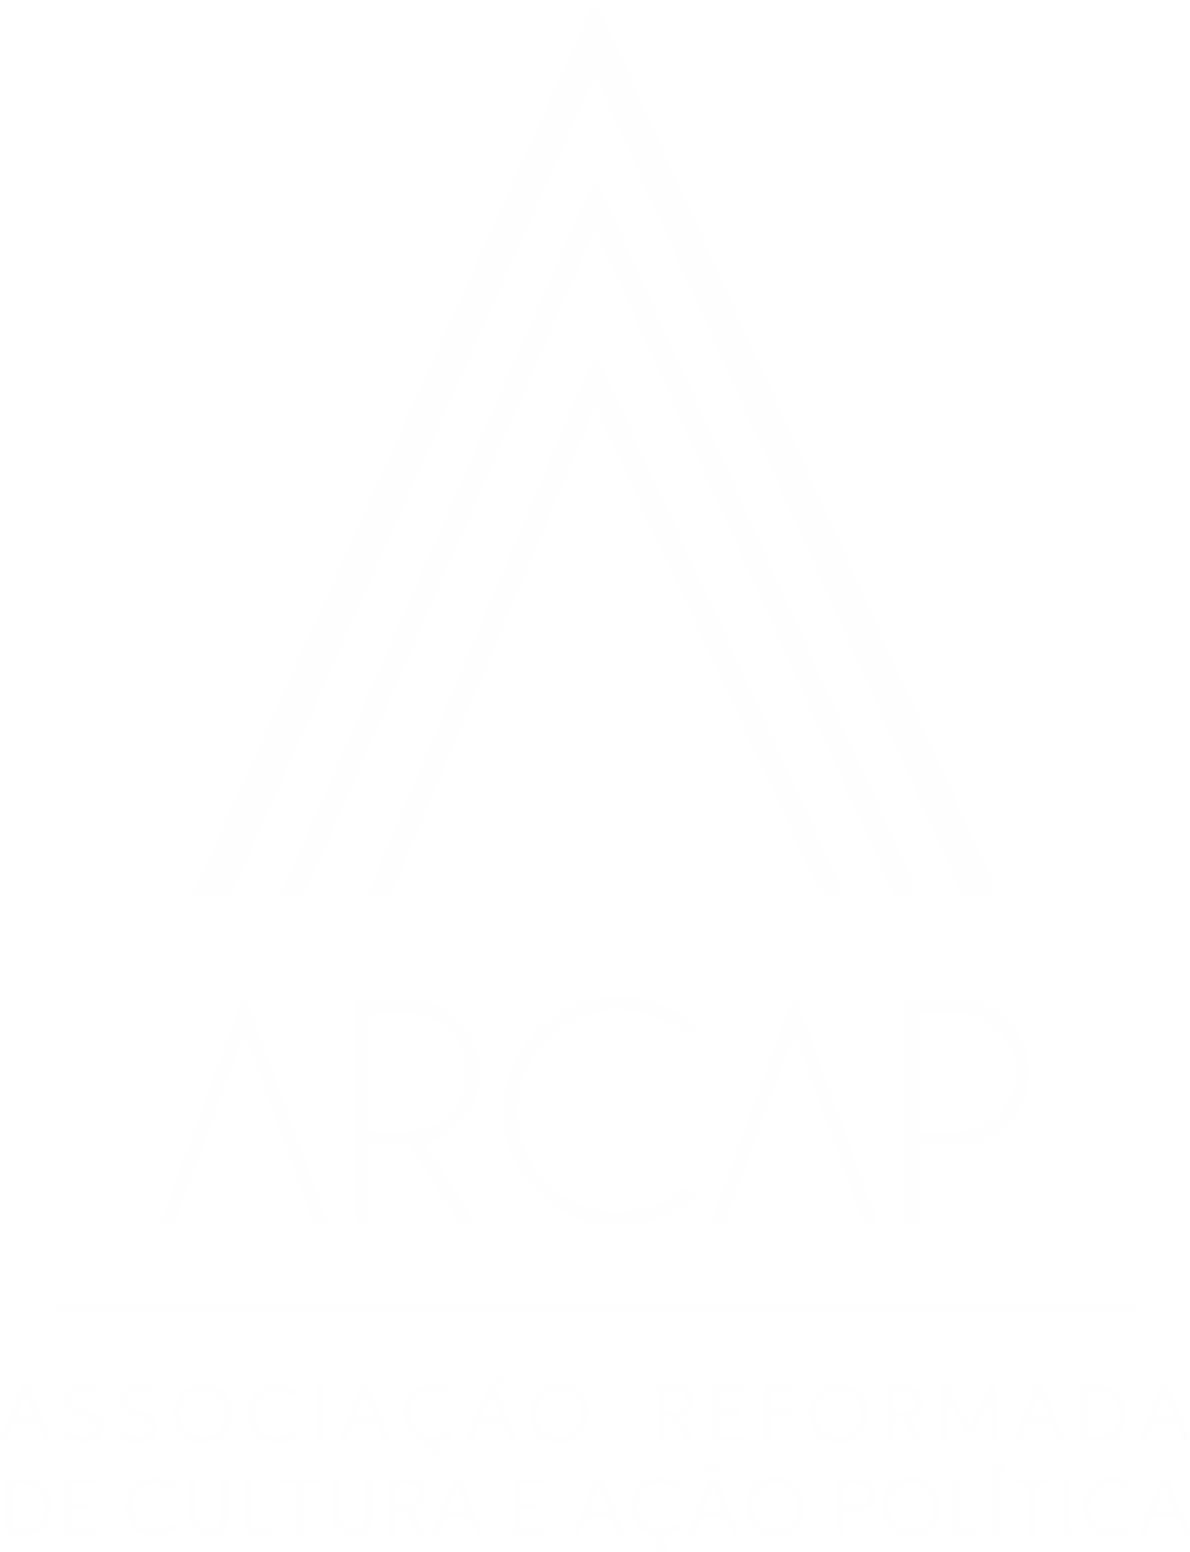 ARCAP
ASSOCIAÇÃO REFORMADA
DE CULTURA E AÇÃO POLÍTICA